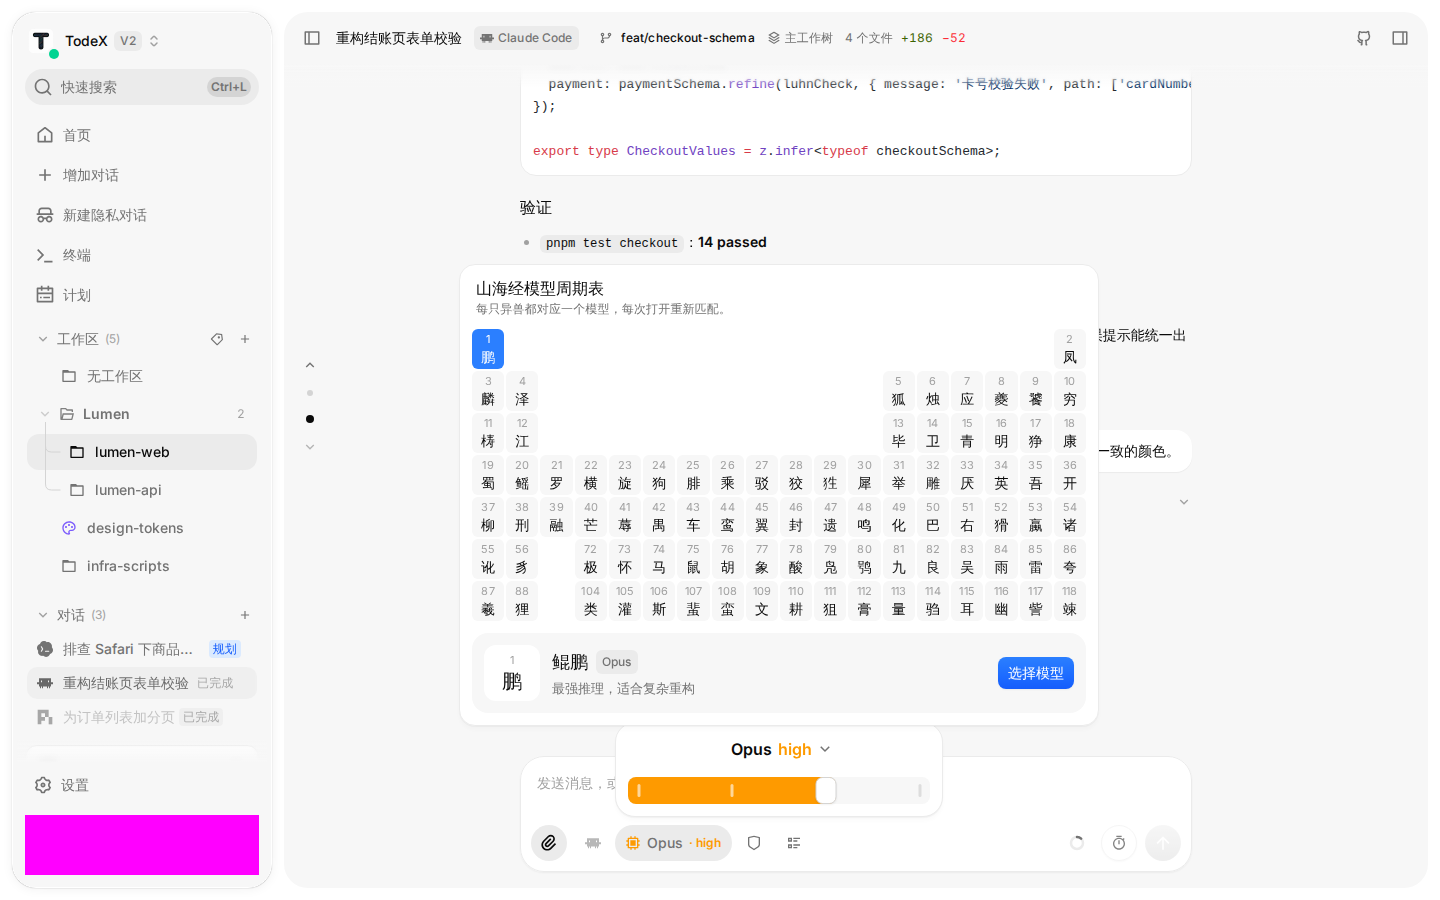 TodeX V2
快速搜索 Ctrl+L
首页
增加对话
新建隐私对话
终端
计划
工作区 (5)
无工作区
Lumen 2
lumen-web
lumen-api
design-tokens
infra-scripts
对话 (3)
排查 Safari 下商品... 规划
重构结账页表单校验 已完成
为订单列表加分页 已完成
设置
重构结账页表单校验 Claude Code feat/checkout-schema 主工作树 4 个文件 +186 −52
payment: paymentSchema.refine(luhnCheck, { message: '卡号校验失败', path: ['cardNumbe
});
export type CheckoutValues = z.infer<typeof checkoutSchema>;
验证
pnpm test checkout : 14 passed
提示能统一出
一致的颜色。
山海经模型周期表
每只异兽都对应一个模型，每次打开重新匹配。
1 2
鹏 凤
3 4 5 6 7 8 9 10
麟 泽 狐 烛 应 夔 饕 穷
11 12 13 14 15 16 17 18
梼 江 毕 卫 青 明 狰 康
19 20 21 22 23 24 25 26 27 28 29 30 31 32 33 34 35 36
蜀 鳐 罗 横 旋 狗 腓 乘 驳 狡 狌 犀 举 雕 厌 英 吾 开
37 38 39 40 41 42 43 44 45 46 47 48 49 50 51 52 53 54
柳 刑 融 芒 蓐 禺 车 鸾 翼 封 遗 鸣 化 巴 右 猾 蠃 诸
55 56 72 73 74 75 76 77 78 79 80 81 82 83 84 85 86
讹 豸 极 怀 马 鼠 胡 象 酸 凫 鸮 九 良 吴 雨 雷 夸
87 88 104 105 106 107 108 109 110 111 112 113 114 115 116 117 118
羲 狸 类 灌 斯 蜚 蛮 文 耕 狙 膏 量 驺 耳 幽 訾 竦
1
鹏
鲲鹏 Opus
最强推理，适合复杂重构
选择模型
Opus high
发送消息，或
Opus · high